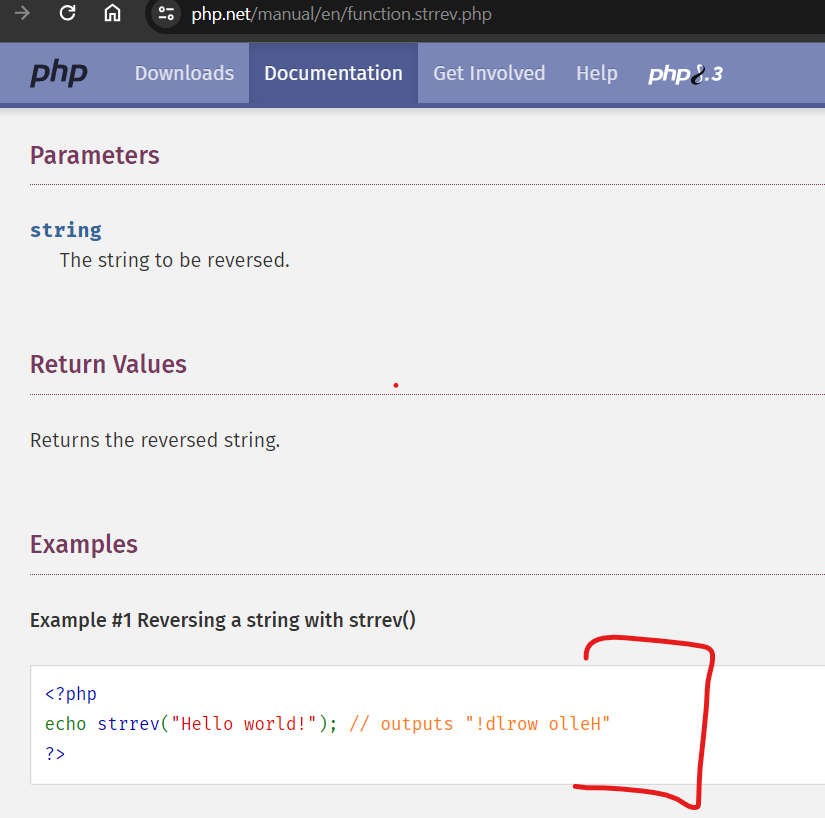 php.net/manual/en/function.strrev.php
php Downloads Documentation Get Involved Help php8.3
Parameters
string
The string to be reversed.
Return Values
Returns the reversed string.
Examples
Example #1 Reversing a string with strrev()
<?php
echo strrev("Hello world!"); // outputs "!dlrow olleH"
?>